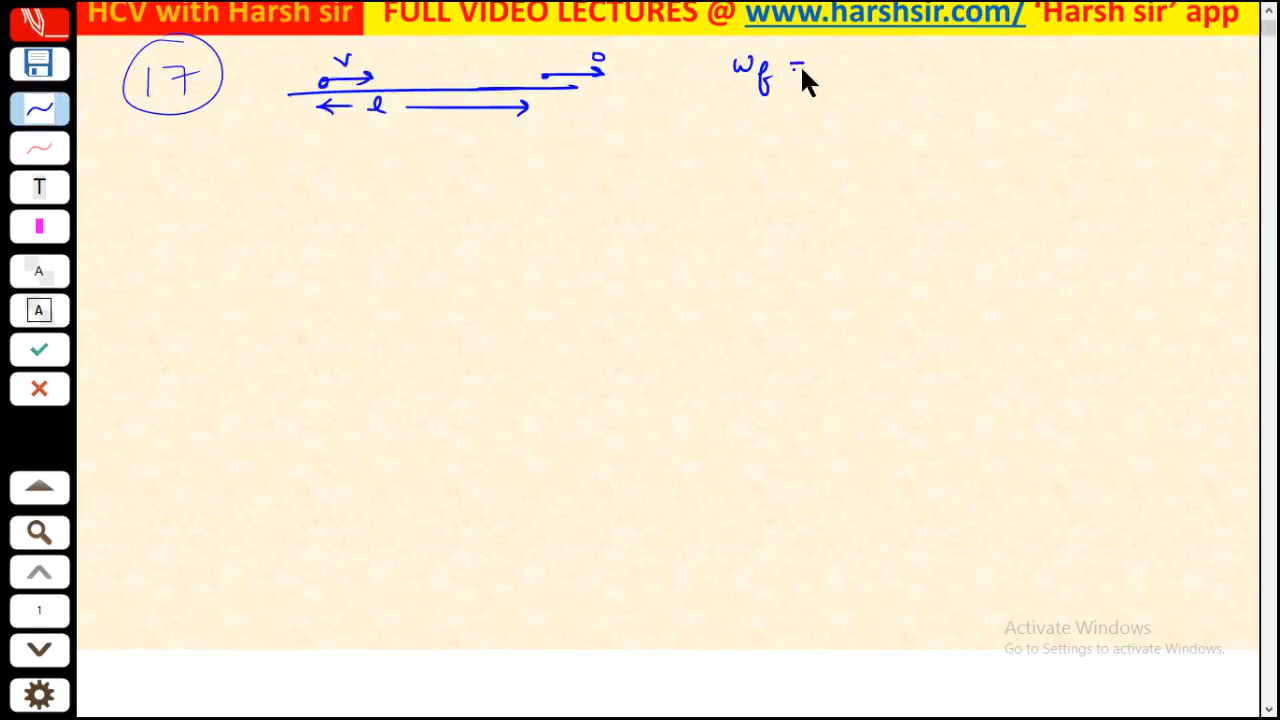 HCV with Harsh sir FULL VIDEO LECTURES @ www.harshsir.com/ ‘Harsh sir’ app
17
v 0
l
Wf =
T
A
A
1
Activate Windows
Go to Settings to activate Windows.